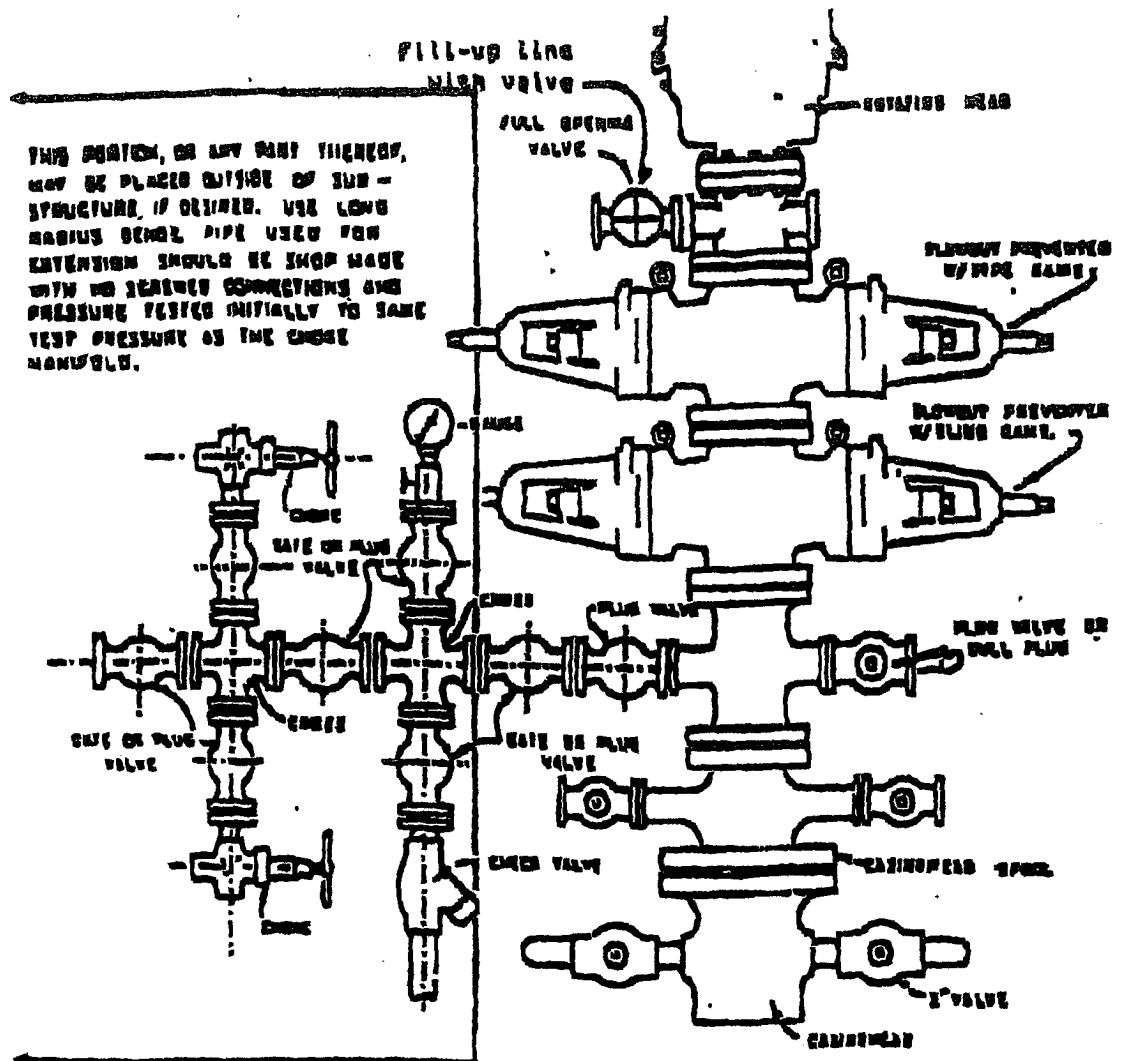 Fill-up line
with valve
FULL OPENING
VALVE
ROTATING HEAD
THIS PORTION, OR ANY PART THEREOF,
MAY BE PLACED OUTSIDE OF SUB-
STRUCTURE, IF DESIRED. USE LONG
RADIUS BENDS. PIPE USED FOR
EXTENSION SHOULD BE SHOP MADE
WITH NO SCREWED CONNECTIONS AND
PRESSURE TESTED INITIALLY TO SAME
TEST PRESSURE AS THE CHOKE
MANIFOLD.
BLOWOUT PREVENTER
W/PIPE RAMS.
BLOWOUT PREVENTER
W/BLIND RAMS.
GAUGE
CHOKE
GATE OR PLUG
VALVE
CROSS
PLUG VALVE
PLUG VALVE OR
BULL PLUG
CROSS
GATE OR PLUG
VALVE
GATE OR PLUG
VALVE
CHECK VALVE
CASINGHEAD SPOOL
CHOKE
2" VALVE
CASINGHEAD